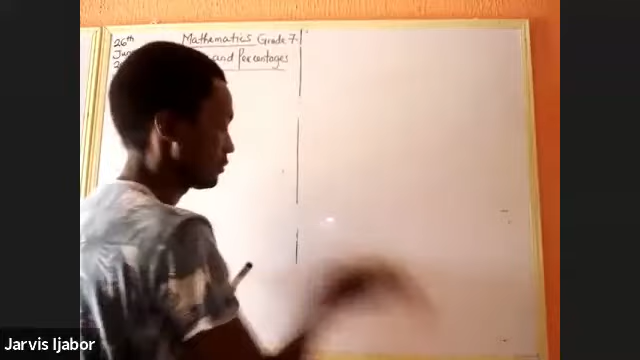 26th
Mathematics Grade 7
and Percentages
Jarvis Ijabor